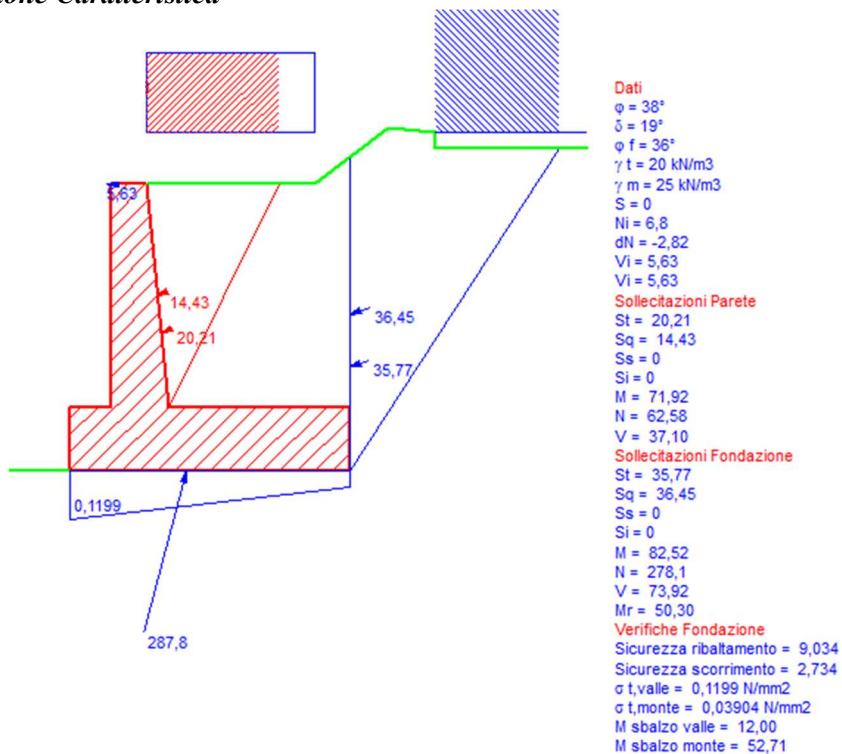 Dati
φ = 38°
δ = 19°
φ f = 36°
γ t = 20 kN/m3
γ m = 25 kN/m3
S = 0
Ni = 6,8
dN = -2,82
Vi = 5,63
Vi = 5,63
Sollecitazioni Parete
St = 20,21
Sq = 14,43
Ss = 0
Si = 0
M = 71,92
N = 62,58
V = 37,10
Sollecitazioni Fondazione
St = 35,77
Sq = 36,45
Ss = 0
Si = 0
M = 82,52
N = 278,1
V = 73,92
Mr = 50,30
Verifiche Fondazione
Sicurezza ribaltamento = 9,034
Sicurezza scorrimento = 2,734
σ t,valle = 0,1199 N/mm2
σ t,monte = 0,03904 N/mm2
M sbalzo valle = 12,00
M sbalzo monte = 52,71
5,63
14,43
20,21
36,45
35,77
0,1199
287,8